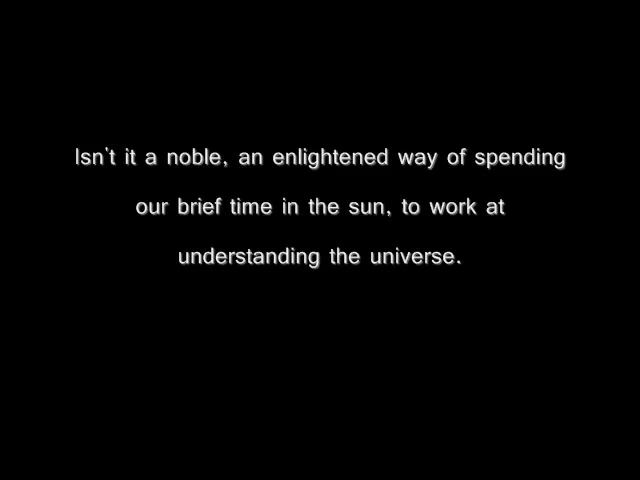 Isn't it a noble, an enlightened way of spending
our brief time in the sun, to work at
understanding the universe.